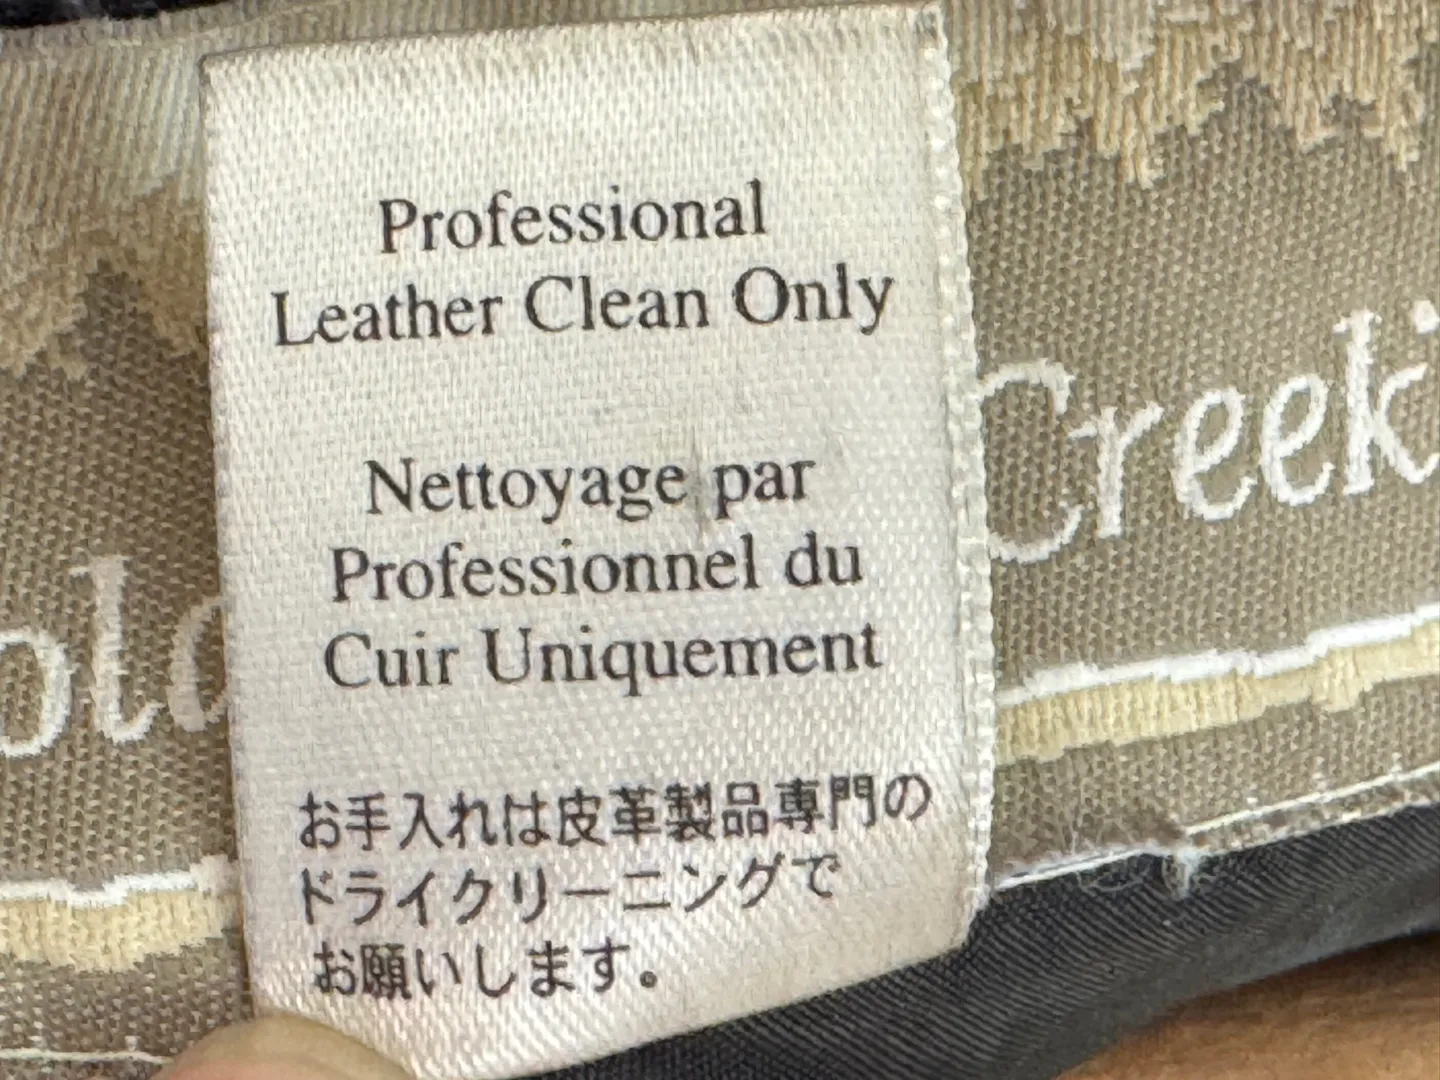 Professional
Leather Clean Only
Nettoyage par
Professionnel du
Cuir Uniquement
お手入れは皮革製品専門の
ドライクリーニングで
お願いします。
Creek